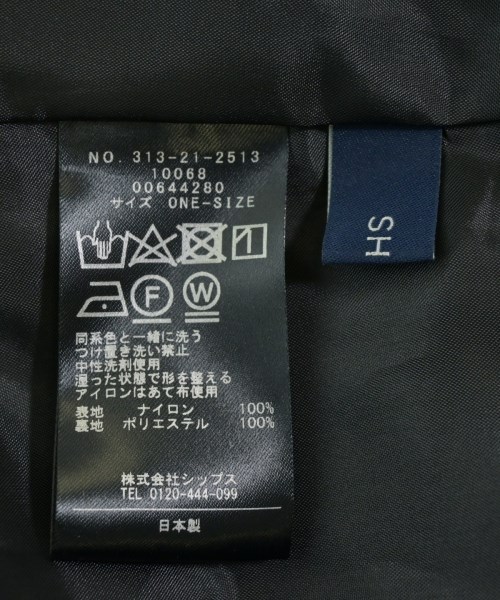 NO. 313-21-2513
10068
00644280
サイズ ONE-SIZE
F W
同系色と一緒に洗う
つけ置き洗い禁止
中性洗剤使用
湿った状態で形を整える
アイロンはあて布使用
表地 ナイロン 100%
裏地 ポリエステル 100%
株式会社シップス
TEL 0120-444-099
日本製
HS